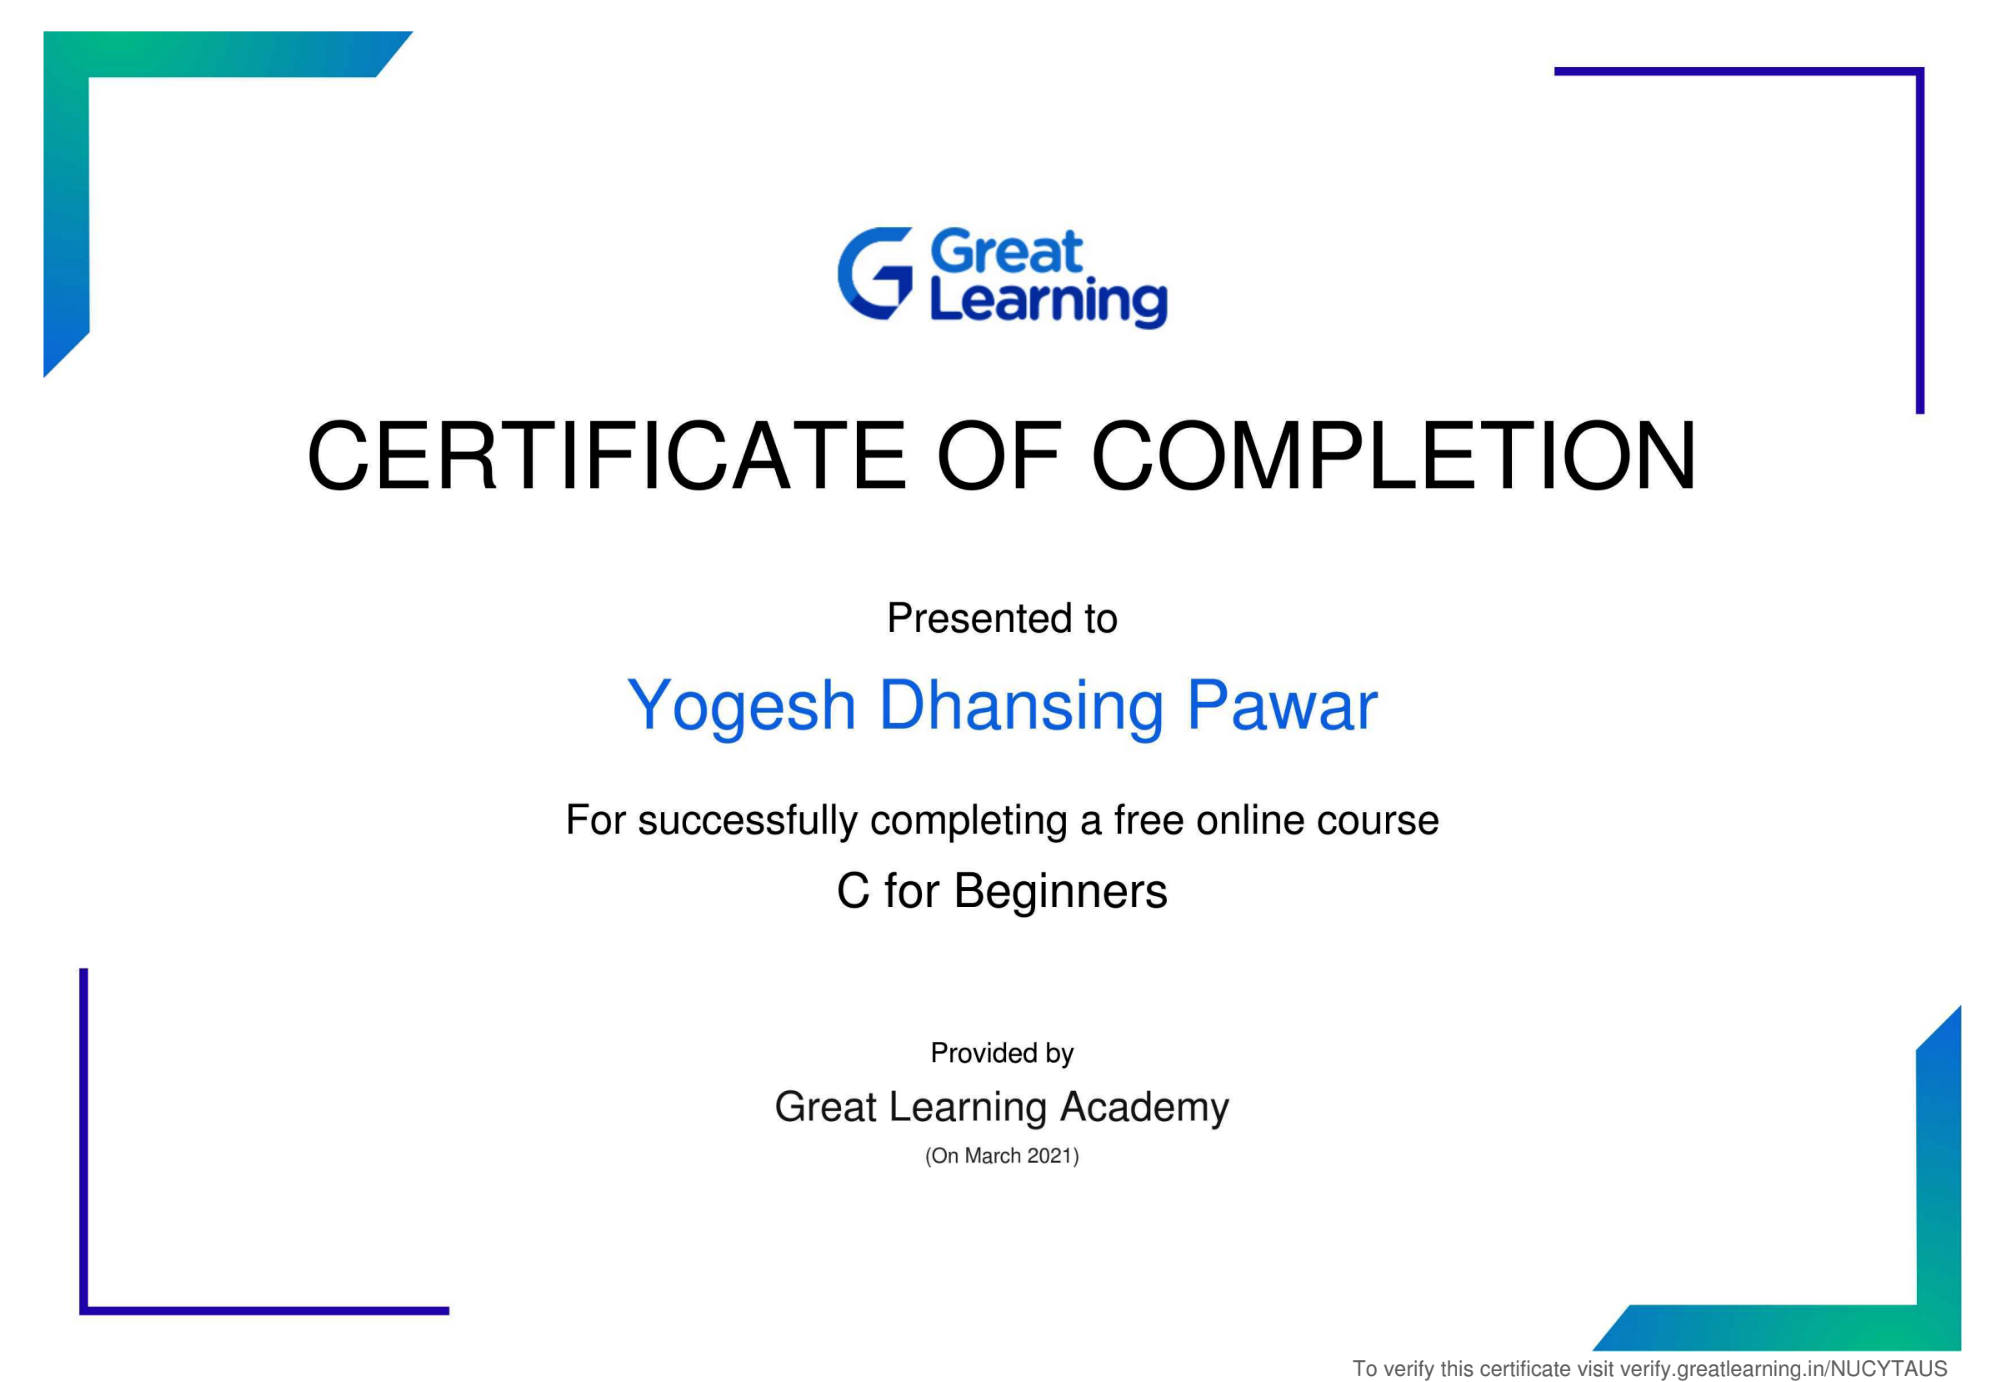 Great
Learning
CERTIFICATE OF COMPLETION
Presented to
Yogesh Dhansing Pawar
For successfully completing a free online course
C for Beginners
Provided by
Great Learning Academy
(On March 2021)
To verify this certificate visit verify.greatlearning.in/NUCYTAUS